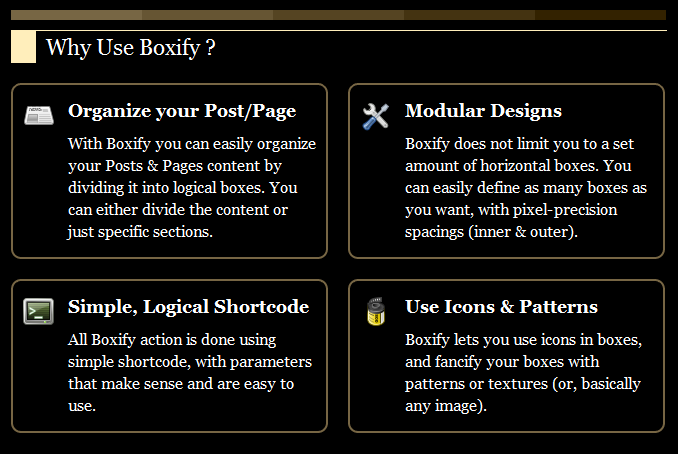 Why Use Boxify ?
Organize your Post/Page
With Boxify you can easily organize
your Posts & Pages content by
dividing it into logical boxes. You
can either divide the content or
just specific sections.
Modular Designs
Boxify does not limit you to a set
amount of horizontal boxes. You
can easily define as many boxes as
you want, with pixel-precision
spacings (inner & outer).
Simple, Logical Shortcode
All Boxify action is done using
simple shortcode, with parameters
that make sense and are easy to
use.
Use Icons & Patterns
Boxify lets you use icons in boxes,
and fancify your boxes with
patterns or textures (or, basically
any image).